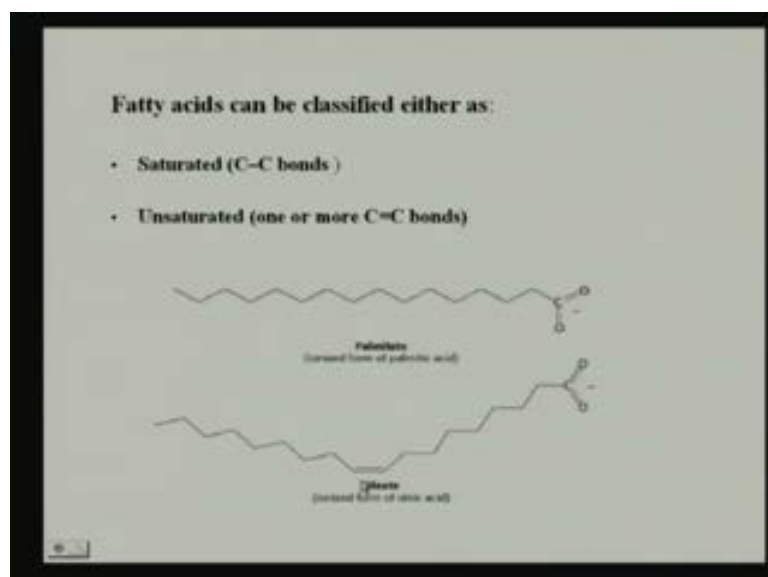 Fatty acids can be classified either as:
• Saturated (C–C bonds )
• Unsaturated (one or more C=C bonds)
C O
O
–
Palmitate
(ionized form of palmitic acid)
O
C –
O
Oleate
(ionized form of oleic acid)